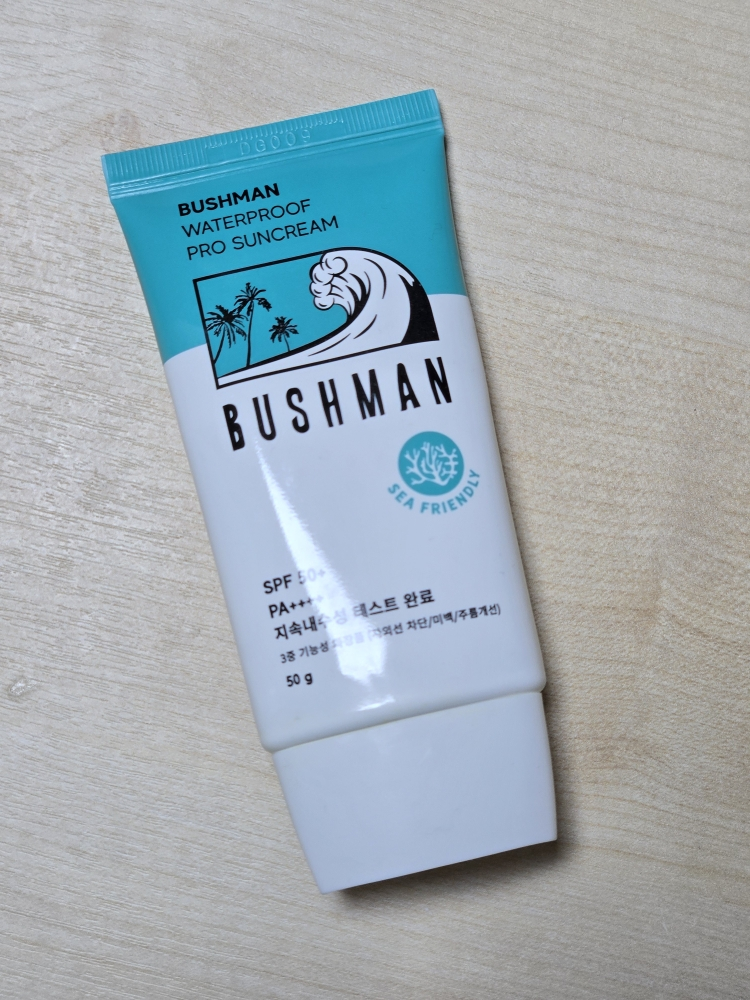 DG003
BUSHMAN
WATERPROOF
PRO SUNCREAM
BUSHMAN
SEA FRIENDLY
SPF 50+
PA++++
지속내수성 테스트 완료
3중 기능성 화장품 (자외선 차단/미백/주름개선)
50 g